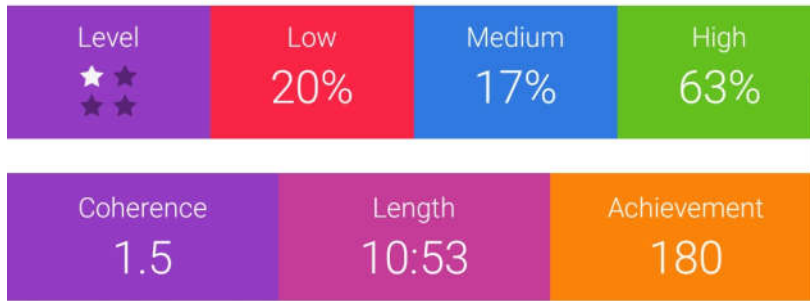 Level Low Medium High
20% 17% 63%
Coherence Length Achievement
1.5 10:53 180